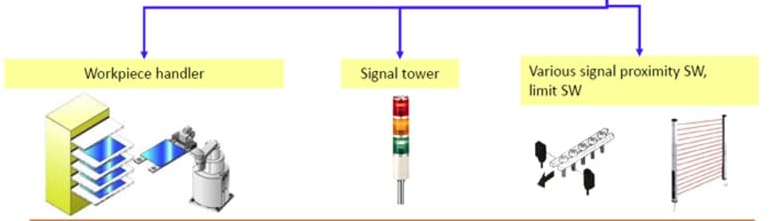 Workpiece handler
Signal tower
Various signal proximity SW,
limit SW